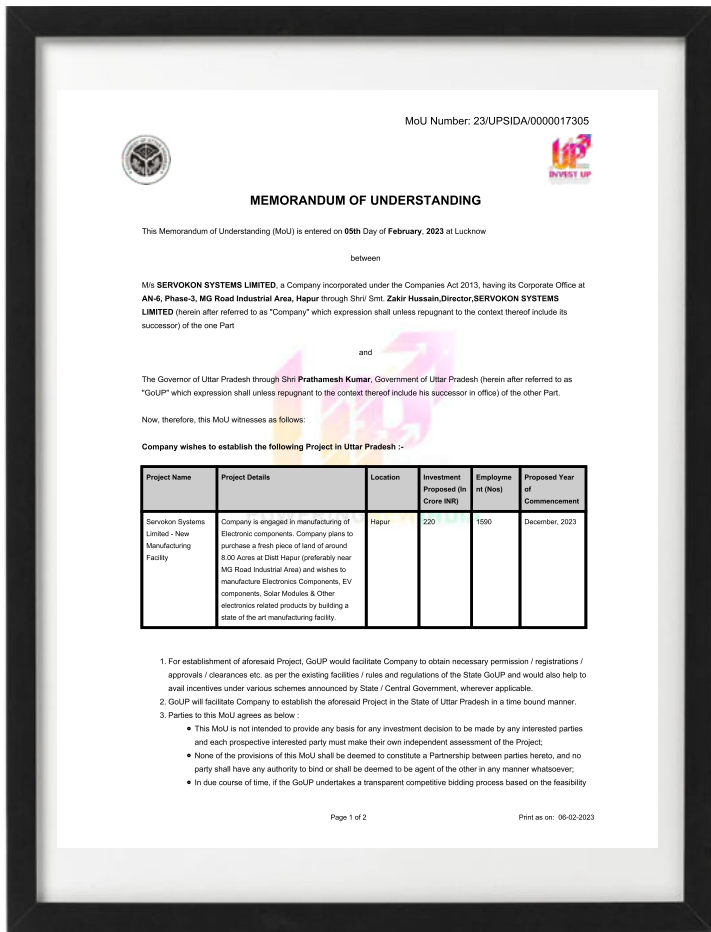 MoU Number: 23/UPSIDA/0000017305
INVEST UP
MEMORANDUM OF UNDERSTANDING
This Memorandum of Understanding (MoU) is entered on 05th Day of February, 2023 at Lucknow
between
M/s SERVOKON SYSTEMS LIMITED, a Company incorporated under the Companies Act 2013, having its Corporate Office at
AN-6, Phase-3, MG Road Industrial Area, Hapur through Shri/ Smt. Zakir Hussain,Director,SERVOKON SYSTEMS
LIMITED (herein after referred to as "Company" which expression shall unless repugnant to the context thereof include its
successor) of the one Part
and
The Governor of Uttar Pradesh through Shri Prathamesh Kumar, Government of Uttar Pradesh (herein after referred to as
"GoUP" which expression shall unless repugnant to the context thereof include his successor in office) of the other Part.
Now, therefore, this MoU witnesses as follows:
Company wishes to establish the following Project in Uttar Pradesh :-
Project Name
Project Details
Location
Investment
Proposed (In
Crore INR)
Employme
nt (Nos)
Proposed Year
of
Commencement
Servokon Systems
Limited - New
Manufacturing
Facility
Company is engaged in manufacturing of
Electronic components. Company plans to
purchase a fresh piece of land of around
8.00 Acres at Distt Hapur (preferably near
MG Road Industrial Area) and wishes to
manufacture Electronics Components, EV
components, Solar Modules & Other
electronics related products by building a
state of the art manufacturing facility.
Hapur
220
1590
December, 2023
1. For establishment of aforesaid Project, GoUP would facilitate Company to obtain necessary permission / registrations /
approvals / clearances etc. as per the existing facilities / rules and regulations of the State GoUP and would also help to
avail incentives under various schemes announced by State / Central Government, wherever applicable.
2. GoUP will facilitate Company to establish the aforesaid Project in the State of Uttar Pradesh in a time bound manner.
3. Parties to this MoU agrees as below :
This MoU is not intended to provide any basis for any investment decision to be made by any interested parties
and each prospective interested party must make their own independent assessment of the Project;
None of the provisions of this MoU shall be deemed to constitute a Partnership between parties hereto, and no
party shall have any authority to bind or shall be deemed to be agent of the other in any manner whatsoever;
In due course of time, if the GoUP undertakes a transparent competitive bidding process based on the feasibility
Page 1 of 2
Print as on: 06-02-2023